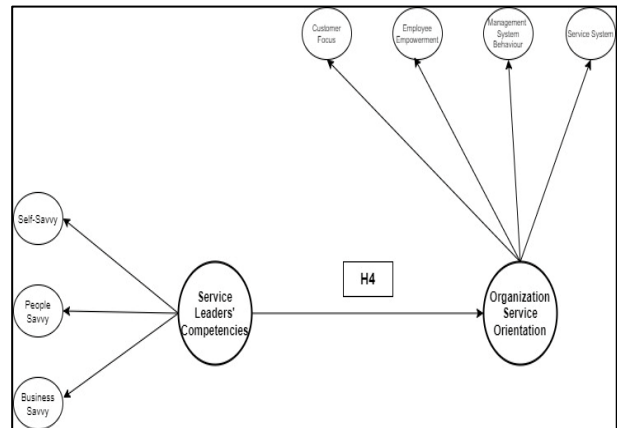 Customer
Focus
Employee
Empowerment
Management
System
Behaviour
Service System
Self-Savvy
People
Savvy
Business
Savvy
Service
Leaders'
Competencies
H4
Organization
Service
Orientation